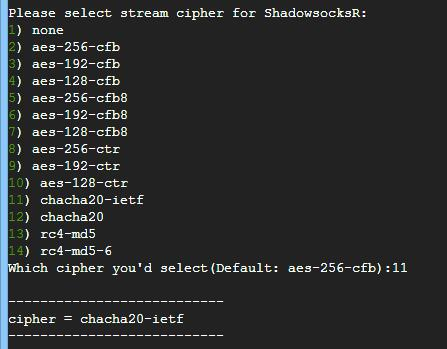 Please select stream cipher for ShadowsocksR:
1) none
2) aes-256-cfb
3) aes-192-cfb
4) aes-128-cfb
5) aes-256-cfb8
6) aes-192-cfb8
7) aes-128-cfb8
8) aes-256-ctr
9) aes-192-ctr
10) aes-128-ctr
11) chacha20-ietf
12) chacha20
13) rc4-md5
14) rc4-md5-6
Which cipher you'd select(Default: aes-256-cfb):11
---------------------------
cipher = chacha20-ietf
---------------------------